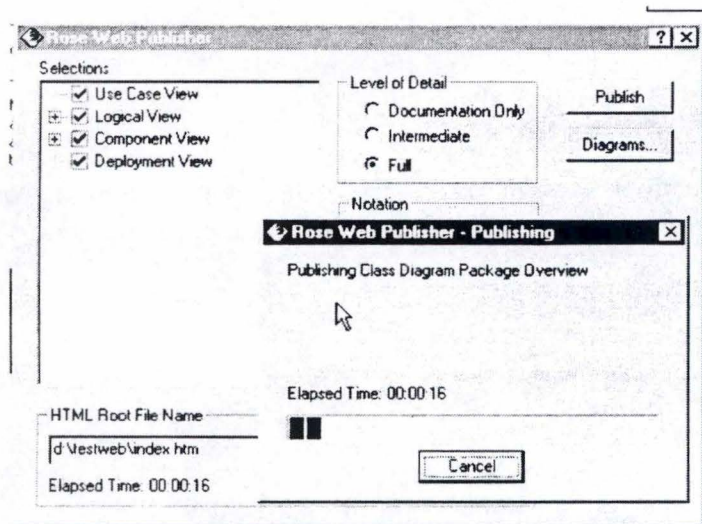 Rose Web Publisher
Selections:
Use Case View
Logical View
Component View
Deployment View
Level of Detail
Documentation Only
Intermediate
Full
Publish
Diagrams...
Notation
Rose Web Publisher - Publishing
Publishing Class Diagram Package Overview
Elapsed Time: 00:00:16
Cancel
HTML Root File Name
d:\testweb\index.htm
Elapsed Time: 00:00:16